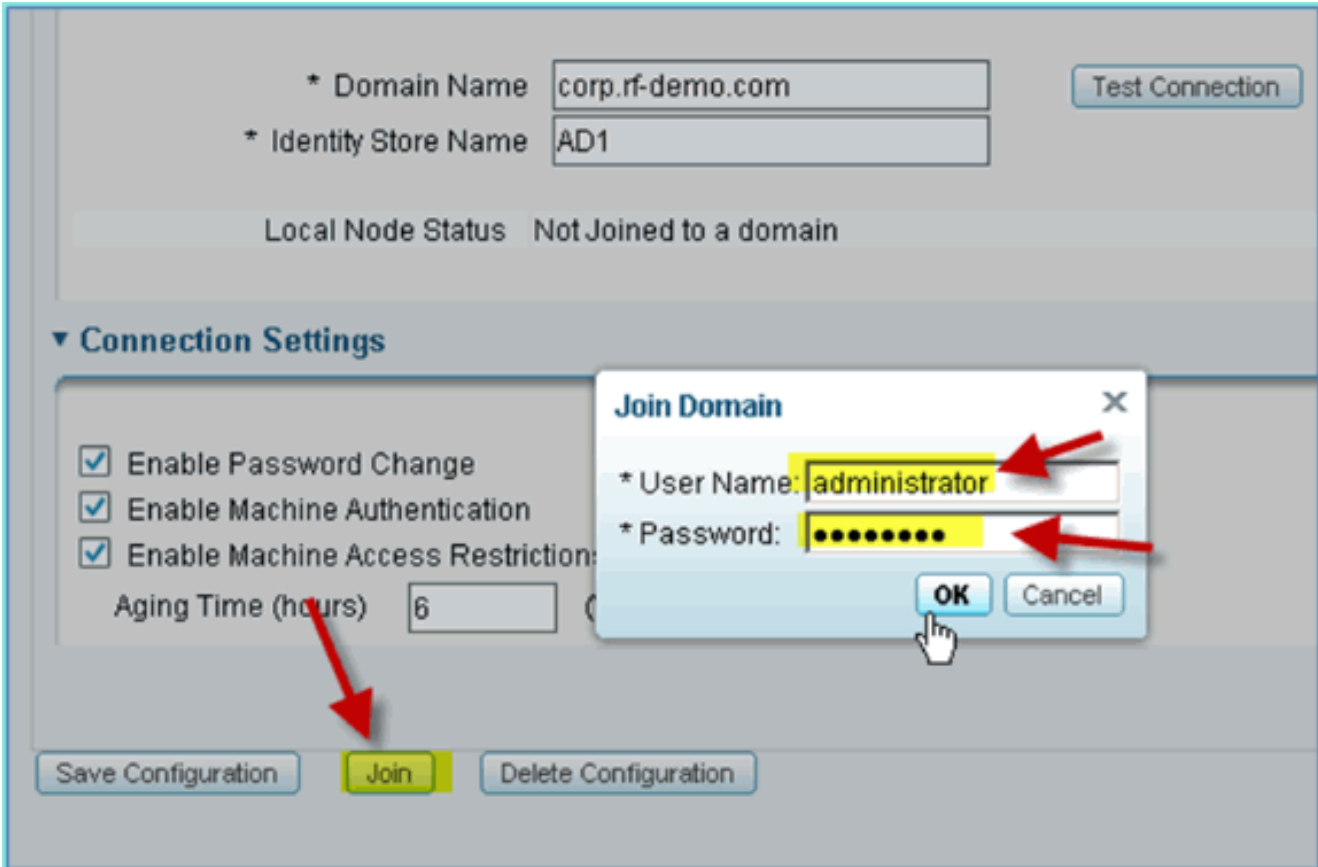 * Domain Name corp.rf-demo.com Test Connection
* Identity Store Name AD1
Local Node Status Not Joined to a domain
Connection Settings
Join Domain
Enable Password Change
* User Name: administrator
Enable Machine Authentication
* Password: ••••••••
Enable Machine Access Restrictions
OK Cancel
Aging Time (hours) 6 (
Save Configuration Join Delete Configuration